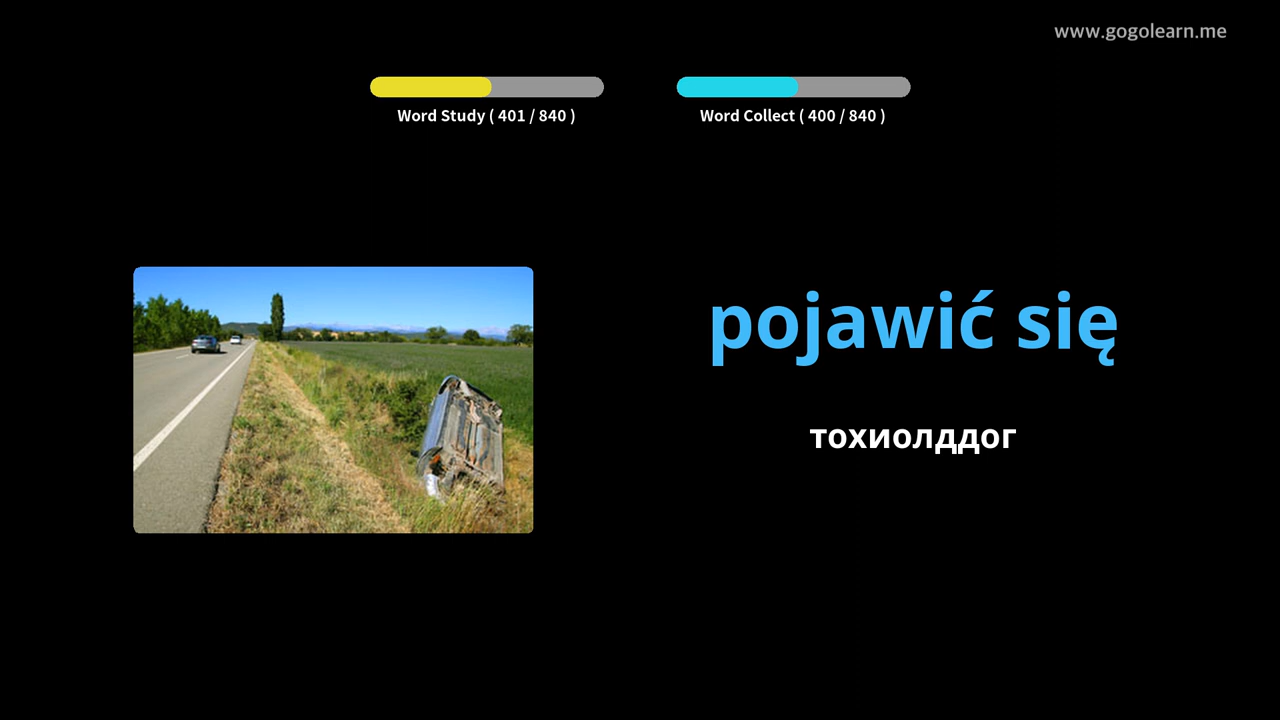 www.gogolearn.me
Word Study ( 401 / 840 )
Word Collect ( 400 / 840 )
pojawić się
тохиолддог